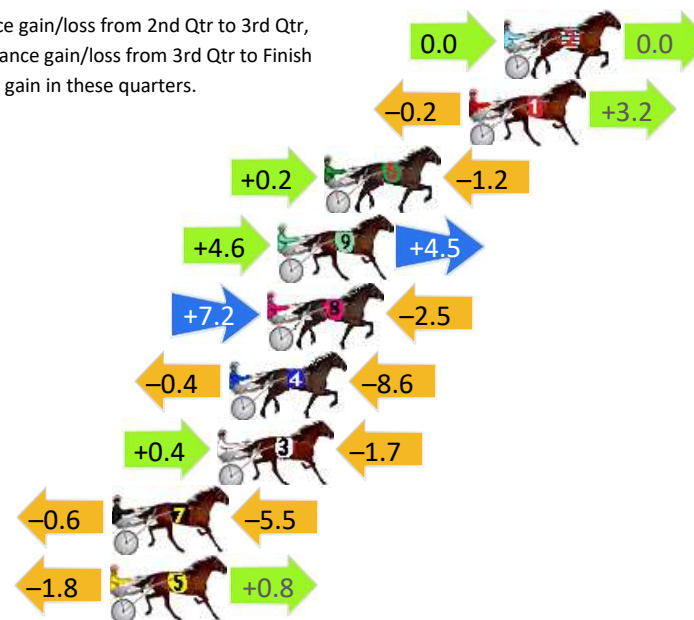 ce gain/loss from 2nd Qtr to 3rd Qtr,
ance gain/loss from 3rd Qtr to Finish
gain in these quarters.
0.0 2 0.0
–0.2 1 +3.2
+0.2 6 –1.2
+4.6 9 +4.5
+7.2 8 –2.5
–0.4 4 –8.6
+0.4 3 –1.7
–0.6 7 –5.5
–1.8 5 +0.8